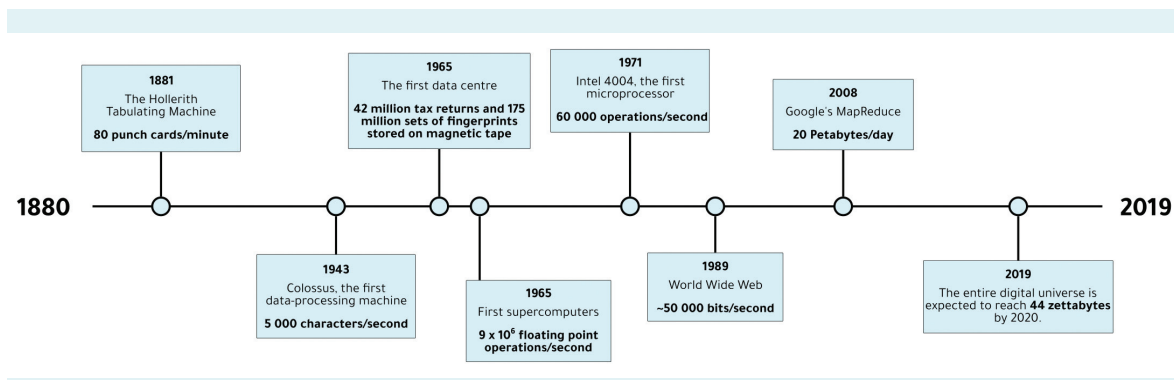 1880
1881
The Hollerith
Tabulating Machine
80 punch cards/minute
1943
Colossus, the first
data-processing machine
5 000 characters/second
1965
The first data centre
42 million tax returns and 175
million sets of fingerprints
stored on magnetic tape
1965
First supercomputers
9 x 10⁶ floating point
operations/second
1971
Intel 4004, the first
microprocessor
60 000 operations/second
1989
World Wide Web
~50 000 bits/second
2008
Google's MapReduce
20 Petabytes/day
2019
The entire digital universe is
expected to reach 44 zettabytes
by 2020.
2019